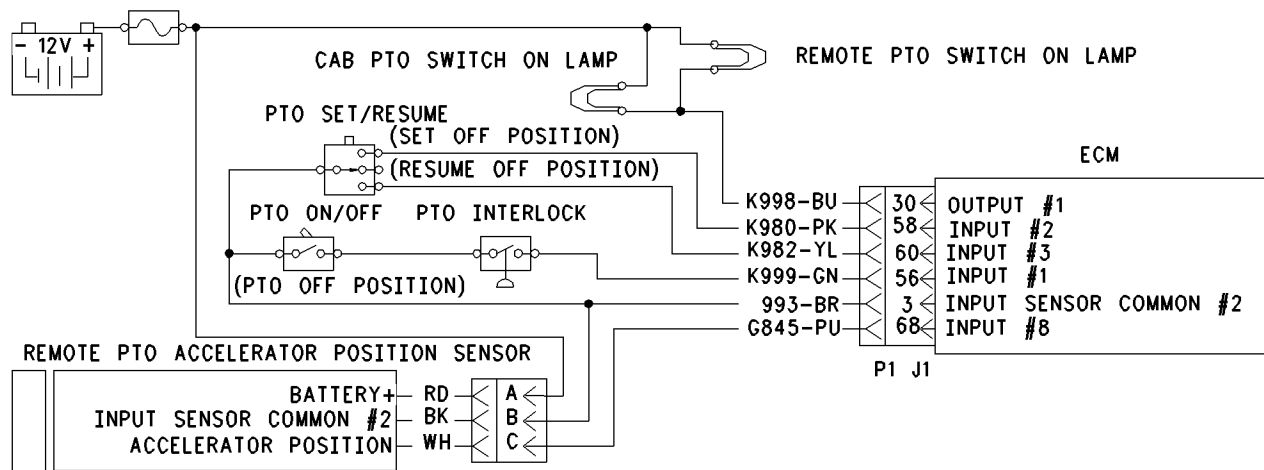 - 12V +
CAB PTO SWITCH ON LAMP
REMOTE PTO SWITCH ON LAMP
PTO SET/RESUME
(SET OFF POSITION)
(RESUME OFF POSITION)
ECM
PTO ON/OFF
PTO INTERLOCK
(PTO OFF POSITION)
K998-BU 30 OUTPUT #1
K980-PK 58 INPUT #2
K982-YL 60 INPUT #3
K999-GN 56 INPUT #1
993-BR 3 INPUT SENSOR COMMON #2
G845-PU 68 INPUT #8
P1 J1
REMOTE PTO ACCELERATOR POSITION SENSOR
BATTERY+ RD A
INPUT SENSOR COMMON #2 BK B
ACCELERATOR POSITION WH C